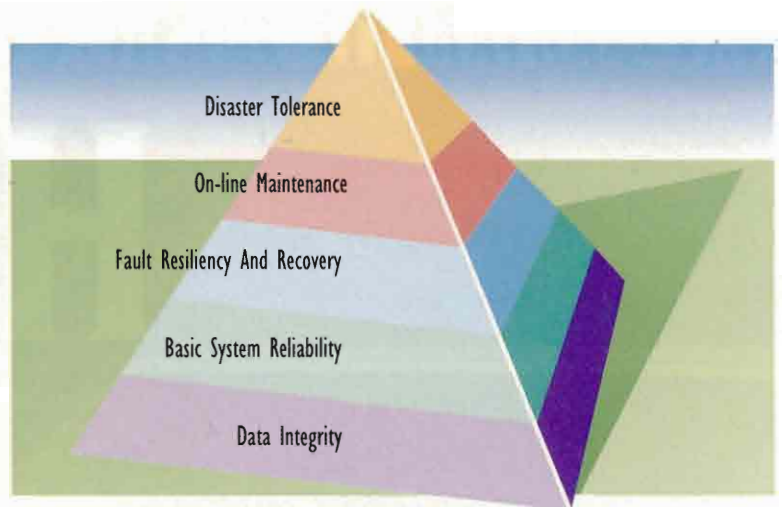 Disaster Tolerance
On-line Maintenance
Fault Resiliency And Recovery
Basic System Reliability
Data Integrity